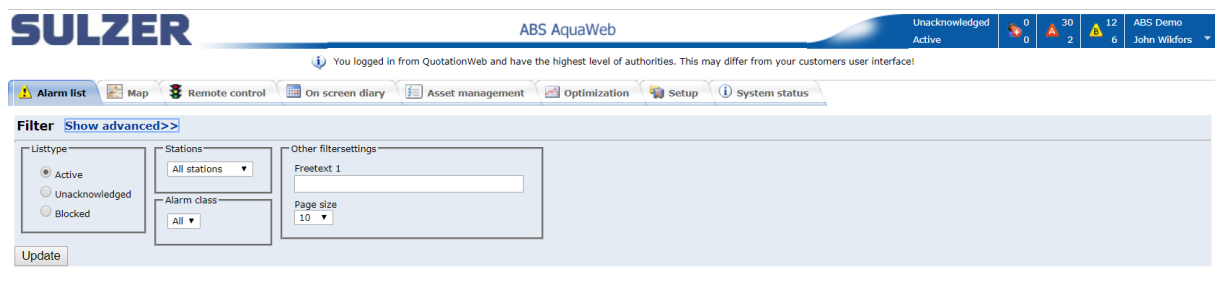 SULZER
ABS AquaWeb
Unacknowledged 0 30 12 ABS Demo
Active 0 A 2 B 6 John Wikfors
You logged in from QuotationWeb and have the highest level of authorities. This may differ from your customers user interface!
Alarm list Map Remote control On screen diary Asset management Optimization Setup System status
Filter Show advanced>>
Listtype Stations Other filtersettings
Active All stations Freetext 1
Unacknowledged
Alarm class
Blocked All Page size
10
Update